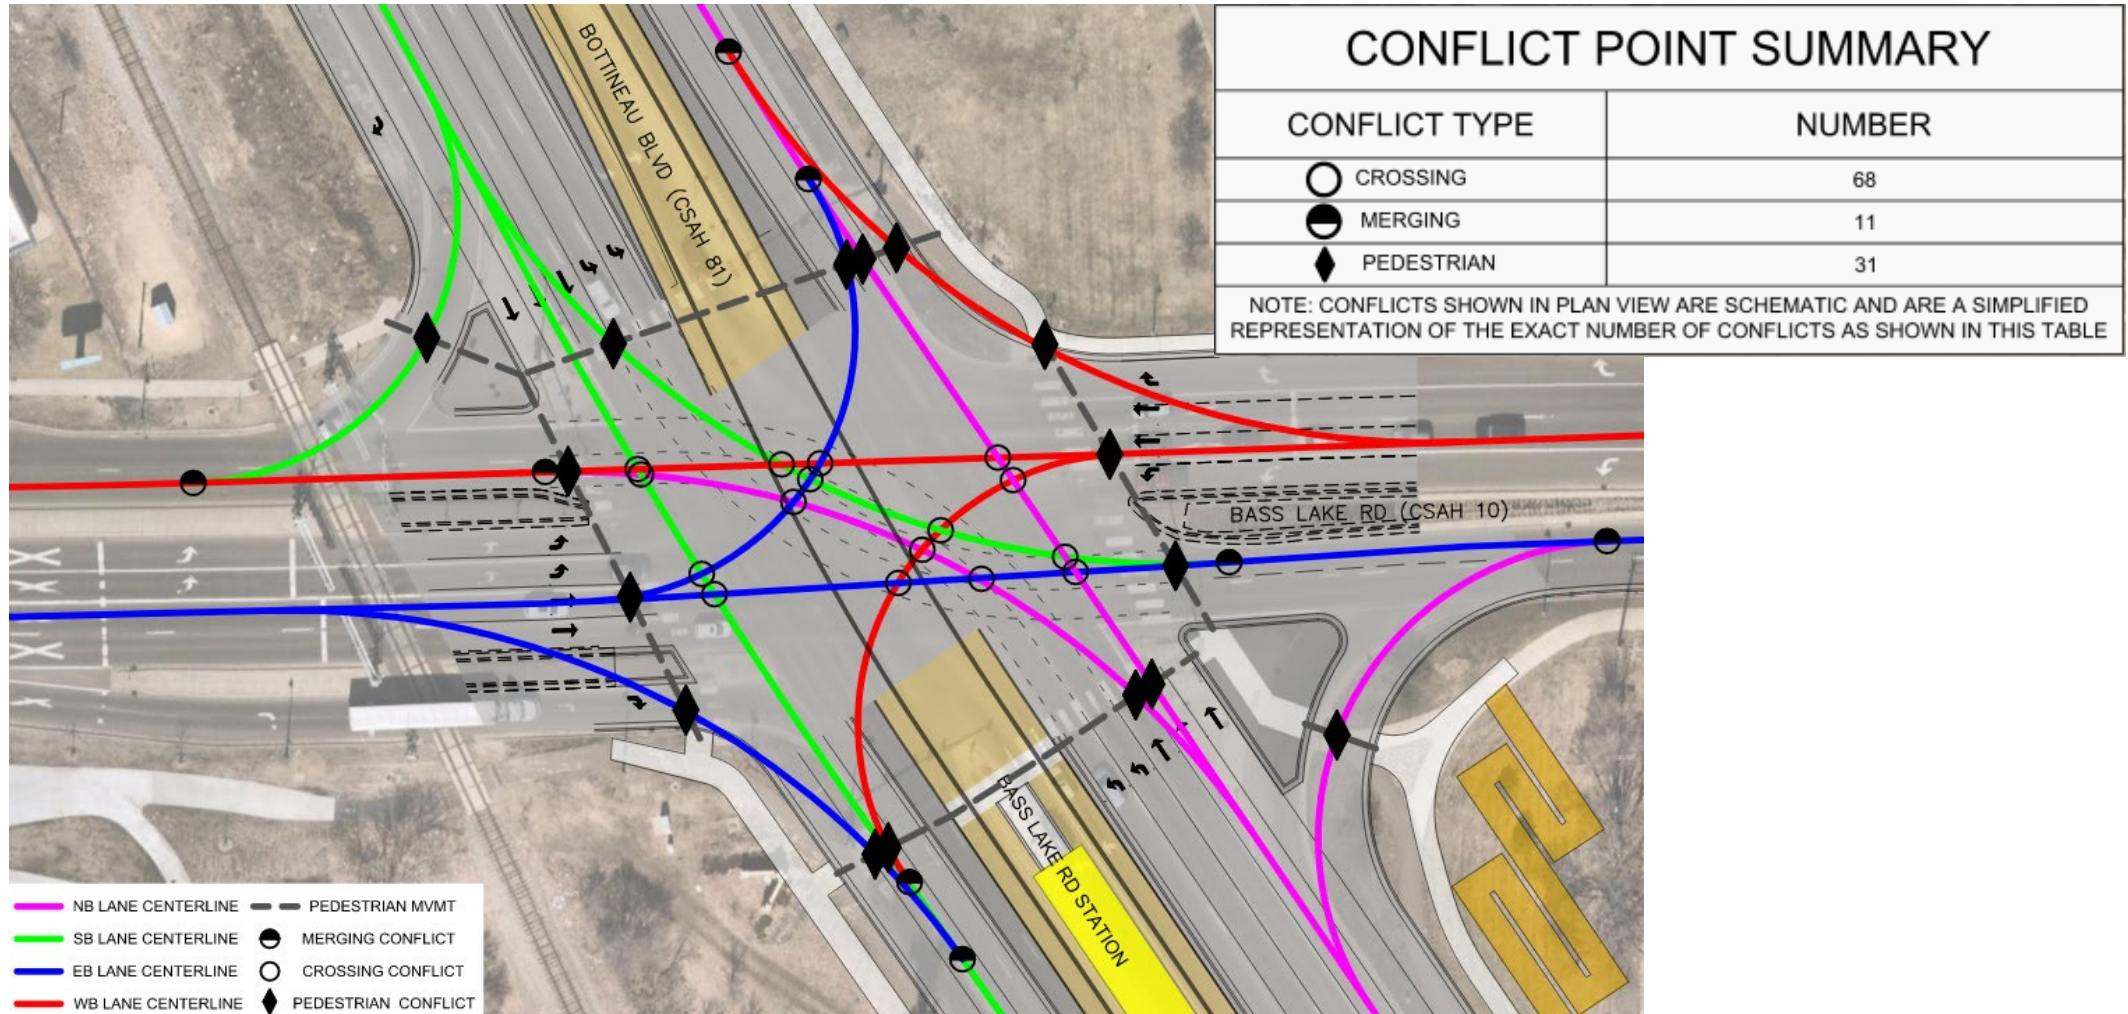 CONFLICT POINT SUMMARY
CONFLICT TYPE NUMBER
CROSSING 68
MERGING 11
PEDESTRIAN 31
NOTE: CONFLICTS SHOWN IN PLAN VIEW ARE SCHEMATIC AND ARE A SIMPLIFIED
REPRESENTATION OF THE EXACT NUMBER OF CONFLICTS AS SHOWN IN THIS TABLE
BOTTINEAU BLVD (CSAH 81)
BASS LAKE RD (CSAH 10)
BASS LAKE RD STATION
NB LANE CENTERLINE PEDESTRIAN MVMT
SB LANE CENTERLINE MERGING CONFLICT
EB LANE CENTERLINE CROSSING CONFLICT
WB LANE CENTERLINE PEDESTRIAN CONFLICT